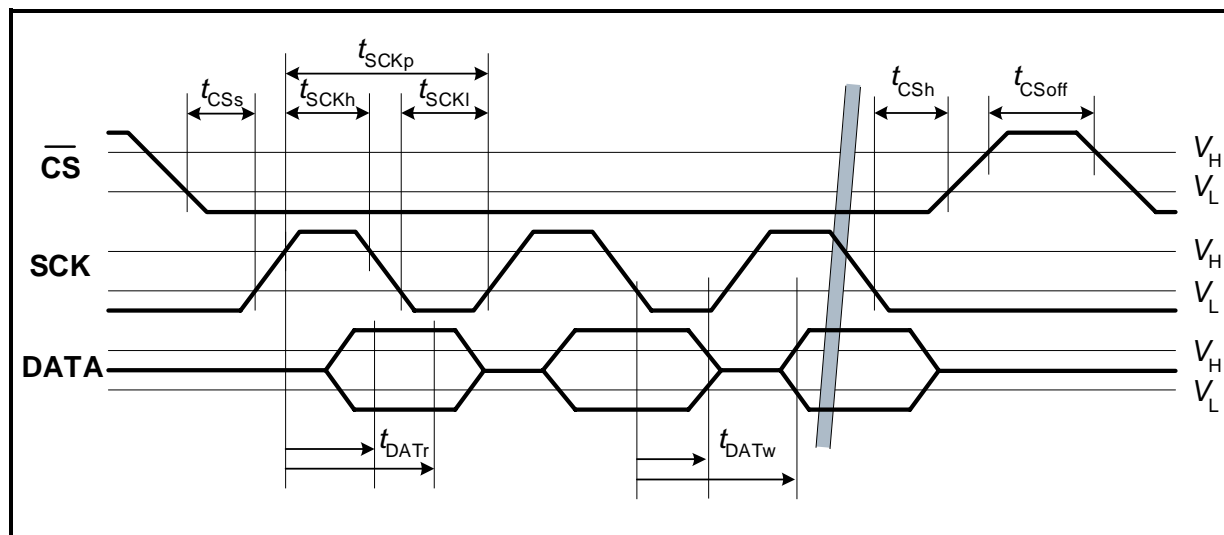 tSCKp
tCSs
tSCKh
tSCKl
tCSh
tCSoff
CS
VH
VL
SCK
VH
VL
DATA
VH
VL
tDATr
tDATw